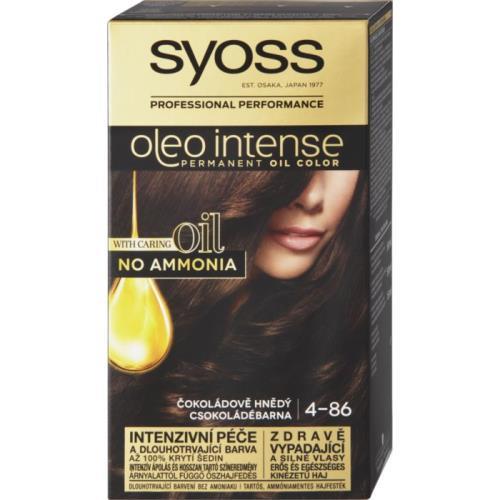 syoss
EST. OSAKA, JAPAN 1977
PROFESSIONAL PERFORMANCE
oleo intense
PERMANENT OIL COLOR
WITH CARING oil
NO AMMONIA
ČOKOLÁDOVĚ HNĚDÝ
CSOKOLÁDÉBARNA 4-86
INTENZIVNÍ PÉČE
A DLOUHOTRVAJÍCÍ BARVA
AŽ 100% KRYTÍ ŠEDIN
INTENZÍV ÁPOLÁS ÉS HOSSZAN TARTÓ SZÍNEREDMÉNY
ÁRNYALATTÓL FÜGGŐ ŐSZHAJFEDÉS
ZDRAVĚ
VYPADAJÍCÍ
A SILNÉ VLASY
ERŐS ÉS EGÉSZSÉGES
KINÉZETŰ HAJ
DLOUHOTRVAJÍCÍ BARVENÍ BEZ AMONIAKU | TARTÓS, AMMÓNIAMENTES HAJFESTÉK